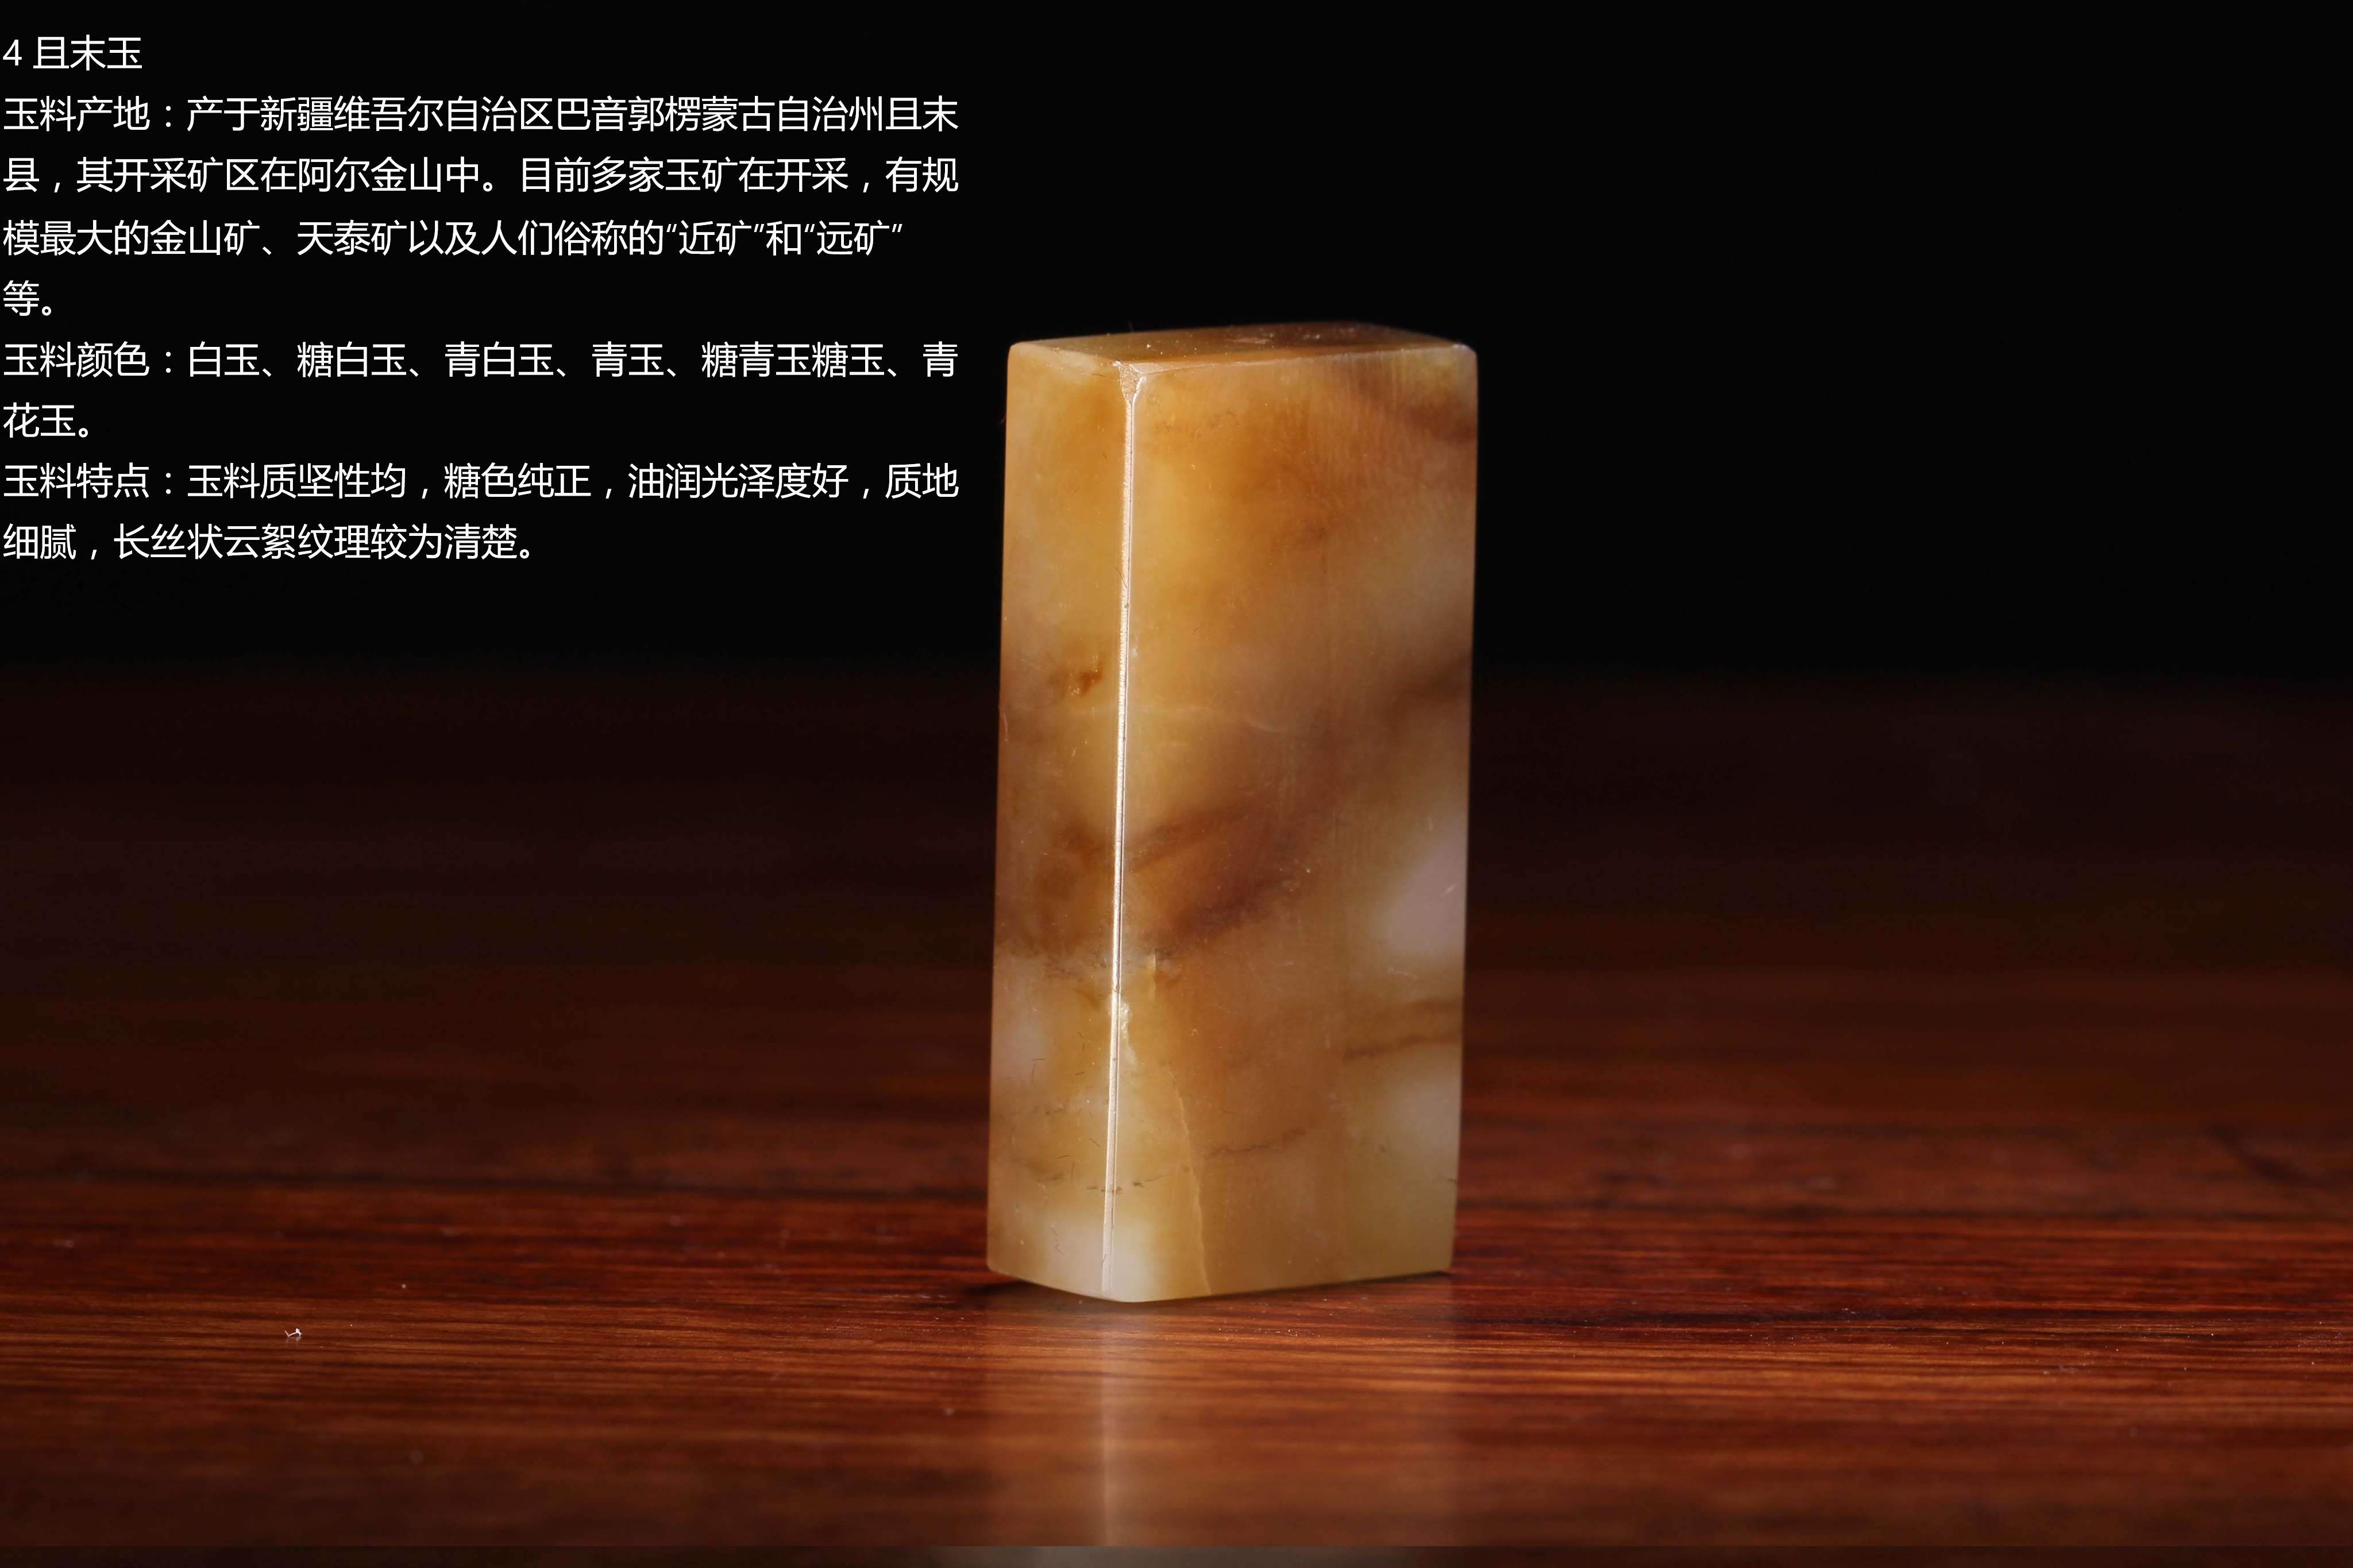 4 且末玉
玉料产地：产于新疆维吾尔自治区巴音郭楞蒙古自治州且末
县，其开采矿区在阿尔金山中。目前多家玉矿在开采，有规
模最大的金山矿、天泰矿以及人们俗称的“近矿”和“远矿”
等。
玉料颜色：白玉、糖白玉、青白玉、青玉、糖青玉糖玉、青
花玉。
玉料特点：玉料质坚性均，糖色纯正，油润光泽度好，质地
细腻，长丝状云絮纹理较为清楚。